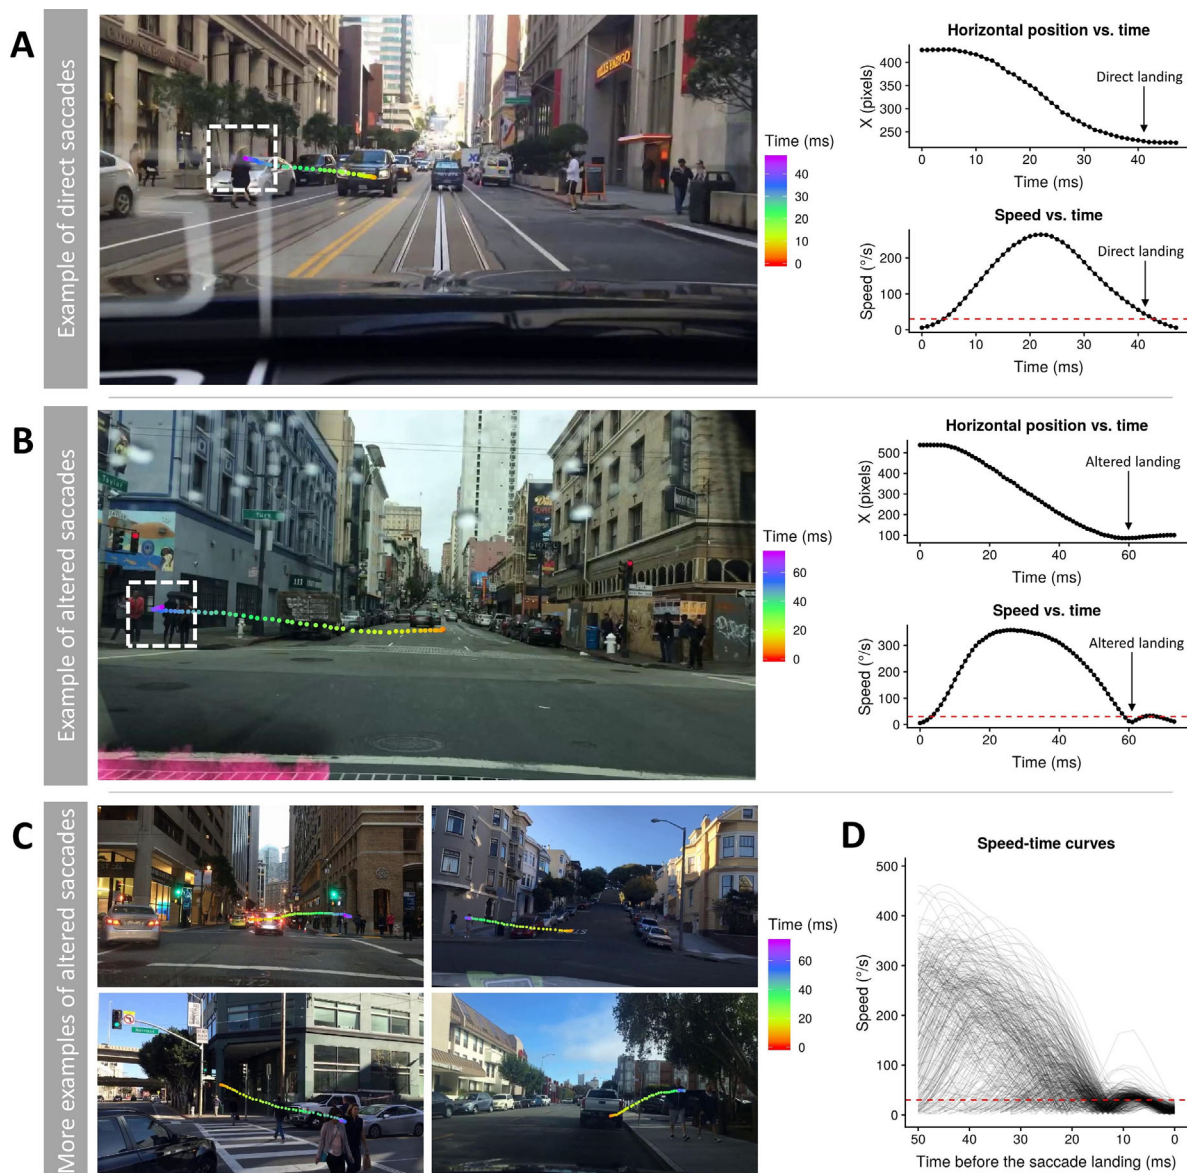 A
Example of direct saccades
WELLS FARGO
Time (ms)
40
30
20
10
0
Horizontal position vs. time
X (pixels)
400
350
300
250
Direct landing
0
10
20
30
40
Time (ms)
Speed vs. time
Speed (°/s)
200
100
0
Direct landing
0
10
20
30
40
Time (ms)
B
Example of altered saccades
Taylor
Turk
111
Time (ms)
60
40
20
0
Horizontal position vs. time
X (pixels)
500
400
300
200
100
Altered landing
0
20
40
60
Time (ms)
Speed vs. time
Speed (°/s)
300
200
100
0
Altered landing
0
20
40
60
Time (ms)
C
More examples of altered saccades
Time (ms)
60
40
20
0
D
Speed-time curves
Speed (°/s)
500
400
300
200
100
0
50
40
30
20
10
0
Time before the saccade landing (ms)